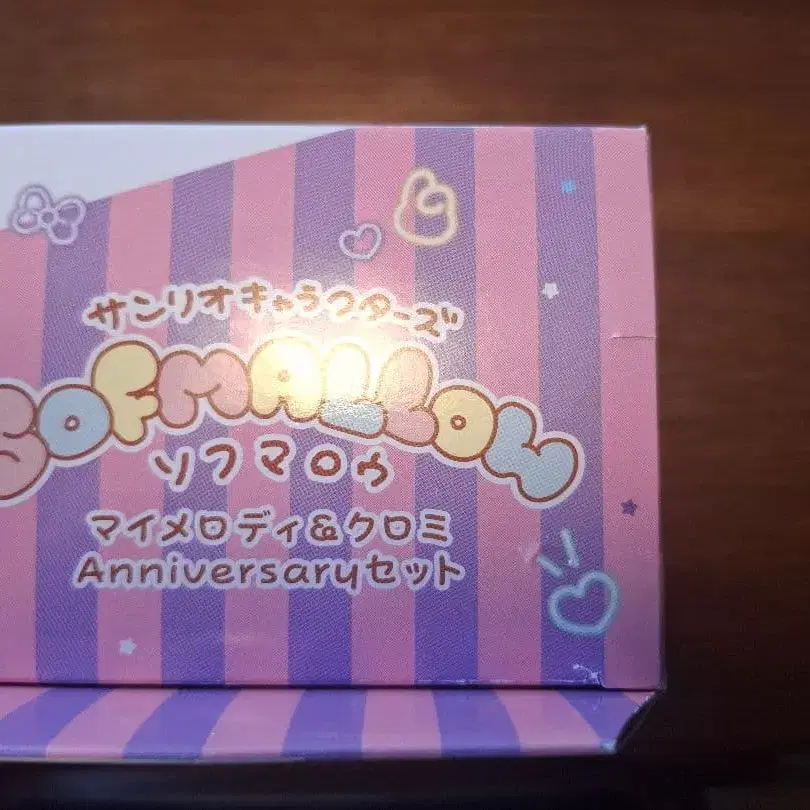 サンリオキャラクターズ
SOFMALLOW
ソフマロゥ
マイメロディ&クロミ
Anniversaryセット